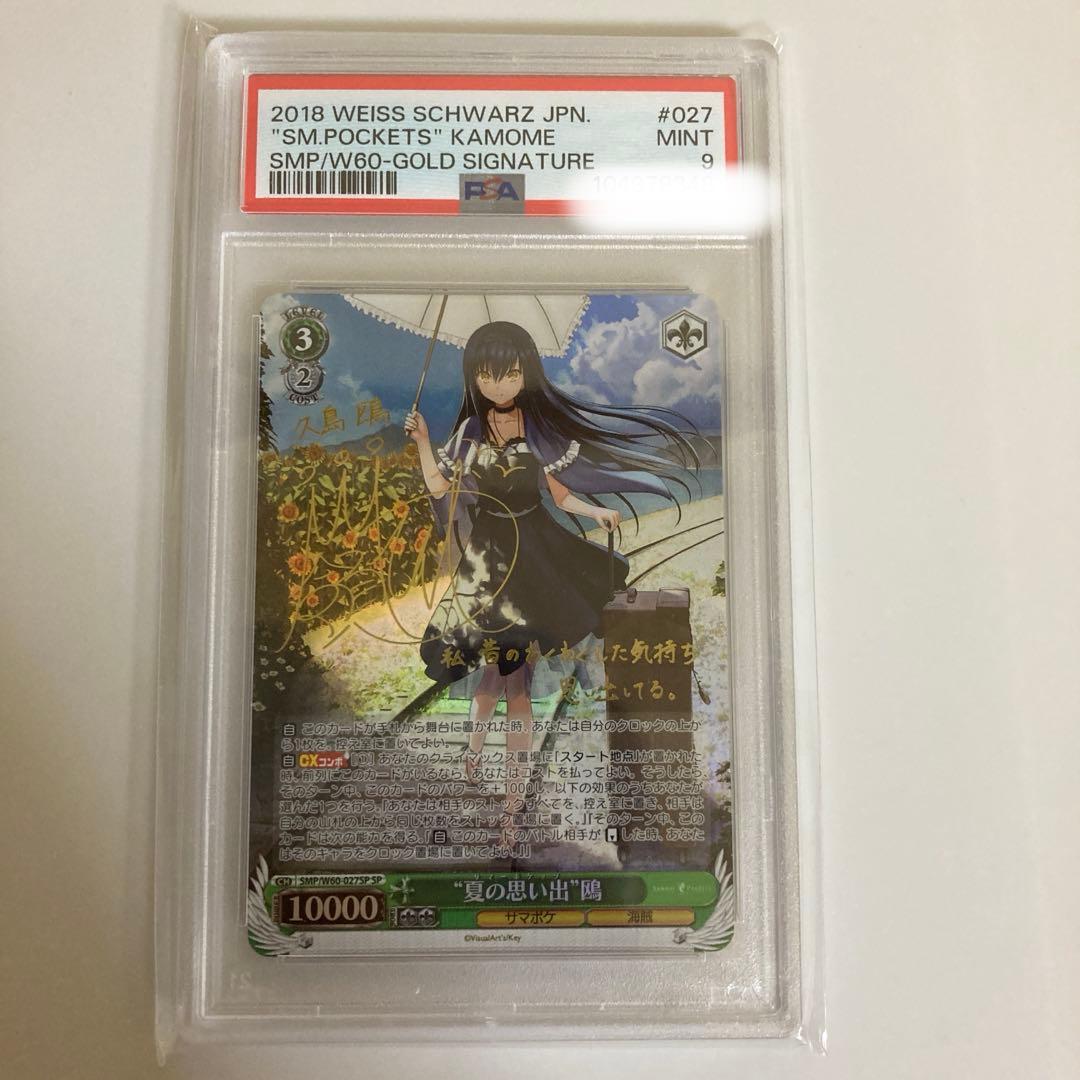 2018 WEISS SCHWARZ JPN. #027
"SM.POCKETS" KAMOME MINT
SMP/W60-GOLD SIGNATURE 9
PSA
LEVEL
3
2
COST
久島 鴎
私、昔のわくわくした気持ち
思い出してる。
自 このカードが手札から舞台に置かれた時、あなたは自分のクロックの上か
ら1枚を、控え室に置いてよい。
自 CXコンボ [(1)] あなたのクライマックス置場に「スタート地点」が置かれた
時、前列にこのカードがいるなら、あなたはコストを払ってよい。そうしたら、
そのターン中、このカードのパワーを+1000し、以下の効果のうちあなたが
選んだ1つを行う。『あなたは相手のストックすべてを、控え室に置き、相手は
自分の山札の上から同じ枚数をストック置場に置く。』『そのターン中、この
カードは次の能力を得る。『自 このカードのバトル相手がした時、あなた
はそのキャラをクロック置場に置いてよい。』』
CH SMP/W60-027SP SP
"夏の思い出"鴎
Summer Pockets
10000
サマポケ 海賊
©VisualArt's/Key